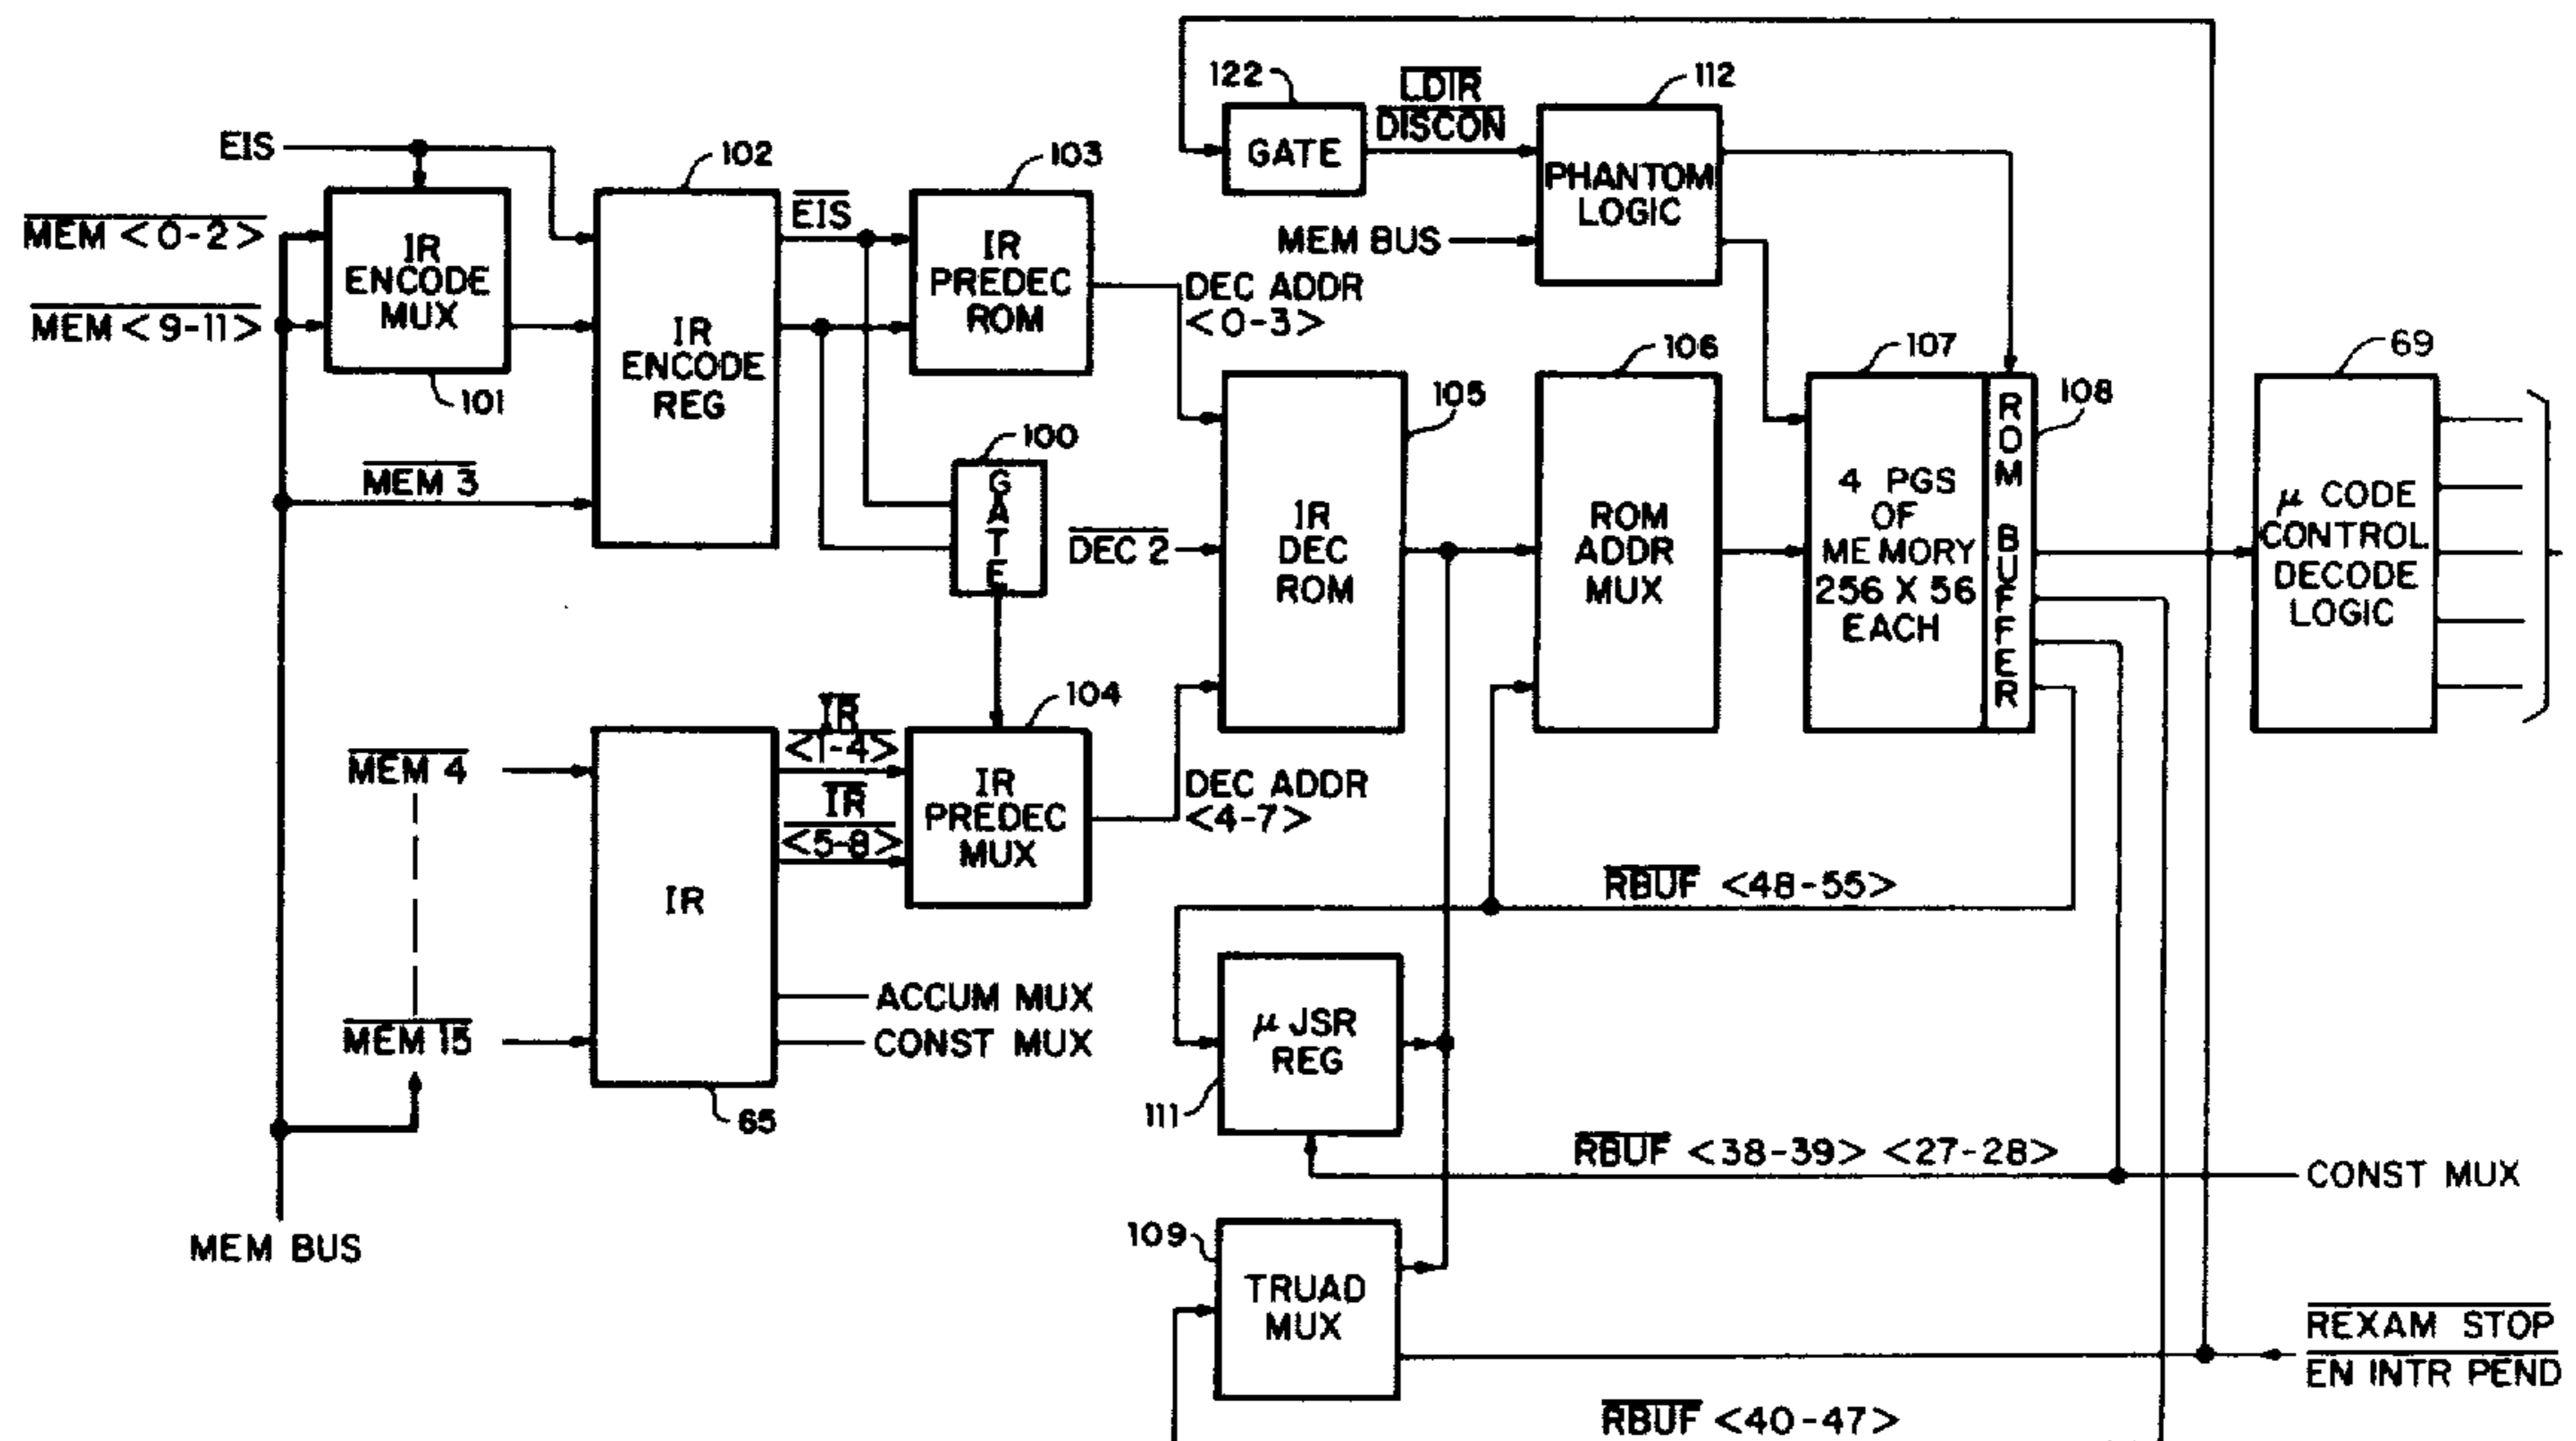 122
LDIR
DISCON
112
GATE
PHANTOM
LOGIC
MEM BUS
EIS
102
103
MEM <0-2>
MEM <9-11>
IR
ENCODE
MUX
101
IR
ENCODE
REG
EIS
IR
PREDEC
ROM
DEC ADDR
<0-3>
MEM 3
100
GATE
DEC 2
105
IR
DEC
ROM
106
ROM
ADDR
MUX
107
4 PGS
OF
MEMORY
256 X 56
EACH
ROM BUFFER
108
69
μ CODE
CONTROL
DECODE
LOGIC
MEM 4
MEM 15
IR
65
IR
<1-4>
IR
<5-8>
104
IR
PREDEC
MUX
DEC ADDR
<4-7>
ACCUM MUX
CONST MUX
RBUF <48-55>
μ JSR
REG
111
RBUF <38-39> <27-28>
CONST MUX
MEM BUS
109
TRUAD
MUX
REXAM STOP
EN INTR PEND
RBUF <40-47>